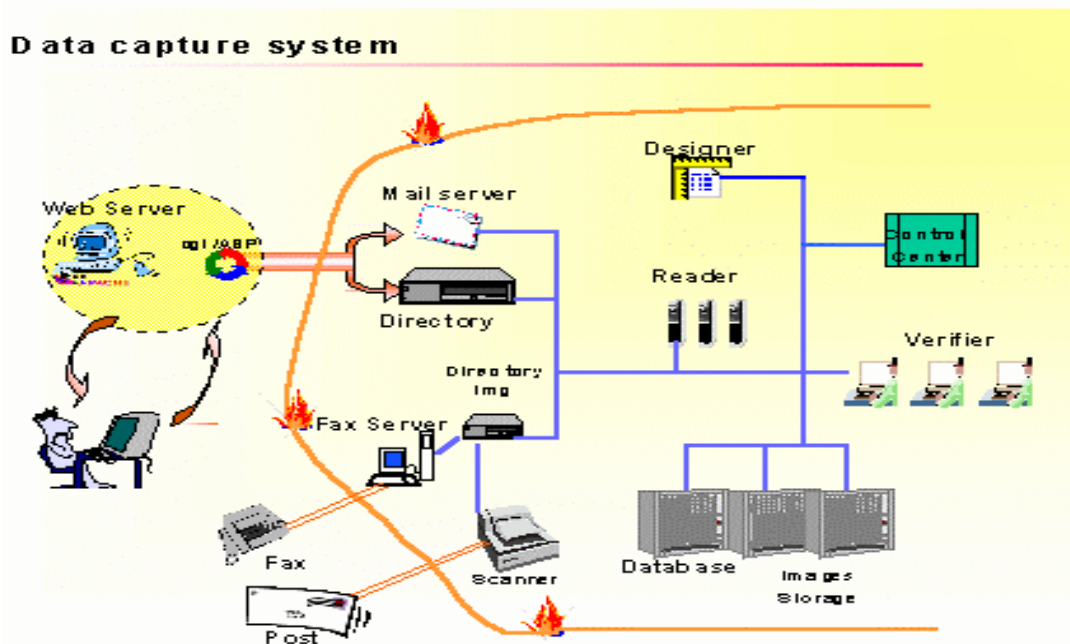 Data capture system
Designer
Mail server
Web Server
cgi /ASP)
Control
Center
Reader
Directory
Verifier
Directory
Img
Fax Server
Fax
Scanner
Database
Images
Storage
Post